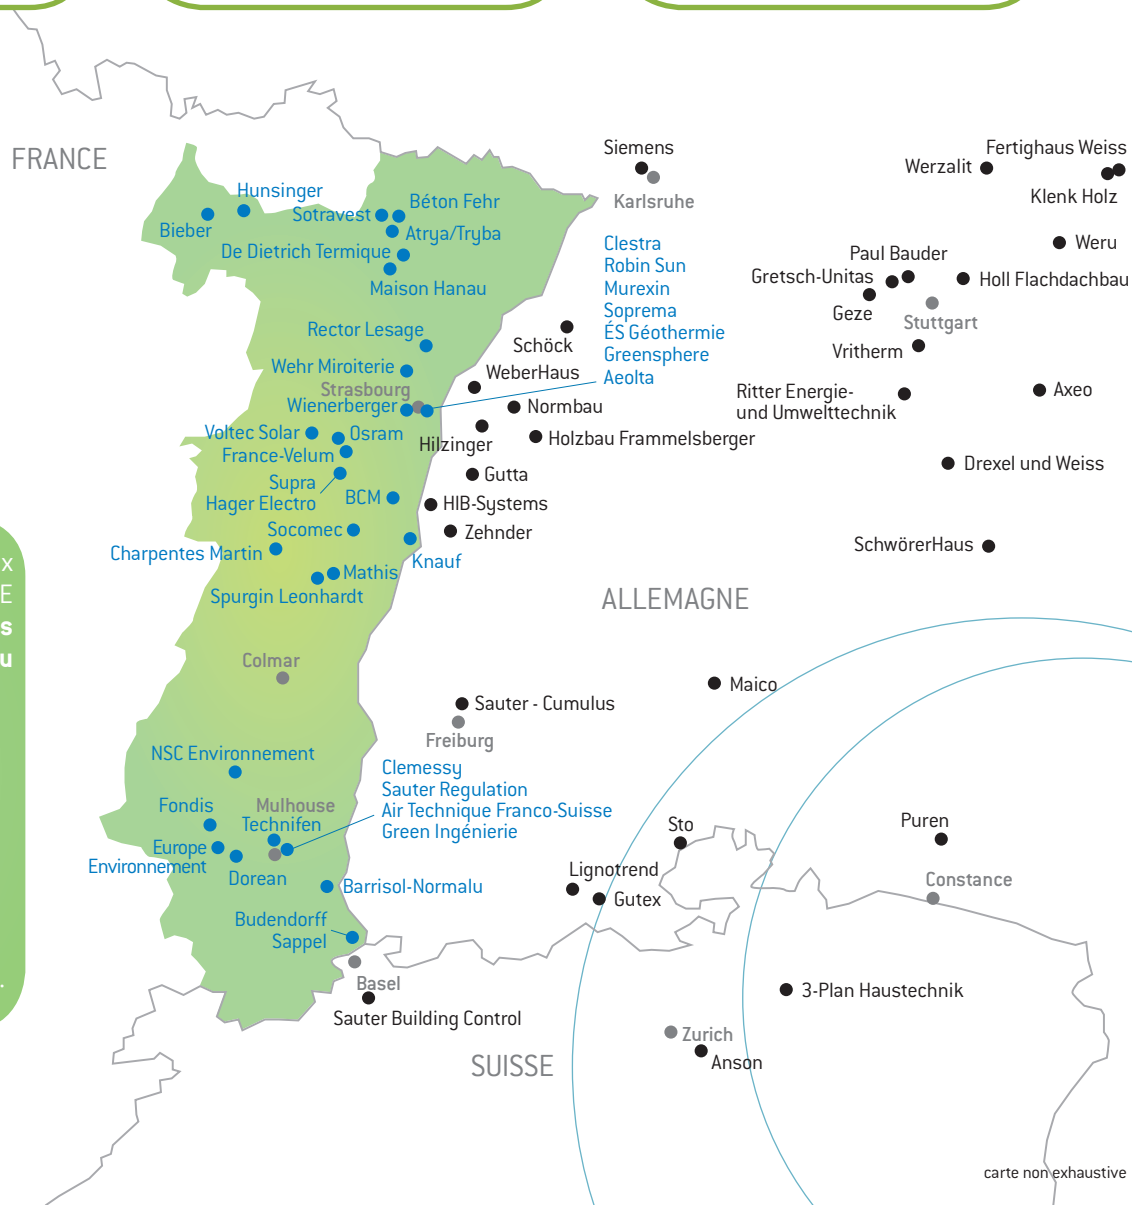 FRANCE
Siemens
Karlsruhe
Werzalit
Fertighaus Weiss
Klenk Holz
Hunsinger
Bieber
Sotravest
Béton Fehr
Atrya/Tryba
De Dietrich Termique
Maison Hanau
Weru
Paul Bauder
Gretsch-Unitas
Holl Flachdachbau
Geze
Stuttgart
Vritherm
Clestra
Robin Sun
Murexin
Soprema
ÉS Géothermie
Greensphere
Aeolta
Rector Lesage
Schöck
Wehr Miroiterie
WeberHaus
Strasbourg
Wienerberger
Normbau
Ritter Energie-
und Umwelttechnik
Axeo
Voltec Solar
Osram
Hilzinger
Holzbau Frammelsberger
France-Velum
Supra
Hager Electro
BCM
Gutta
Drexel und Weiss
HIB-Systems
Socomec
Zehnder
Charpentes Martin
Knauf
SchwörerHaus
Mathis
Spurgin Leonhardt
x
E
s
u
ALLEMAGNE
Colmar
Maico
Sauter - Cumulus
Freiburg
NSC Environnement
Clemessy
Sauter Regulation
Air Technique Franco-Suisse
Green Ingénierie
Fondis
Mulhouse
Technifen
Europe
Environnement
Dorean
Sto
Puren
Lignotrend
Gutex
Constance
Barrisol-Normalu
Budendorff
Sappel
.
Basel
Sauter Building Control
3-Plan Haustechnik
Zurich
Anson
SUISSE
carte non exhaustive